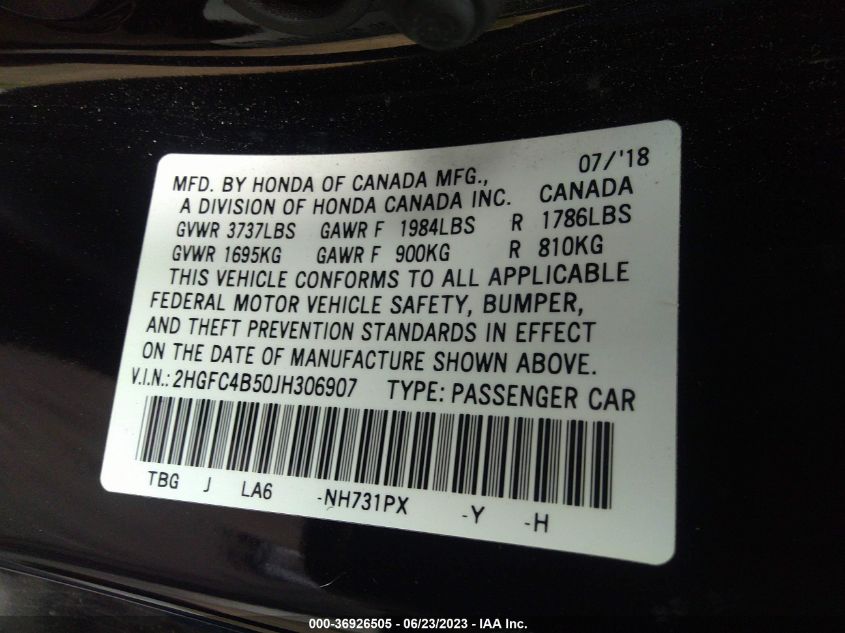 07/'18
MFD. BY HONDA OF CANADA MFG.,
A DIVISION OF HONDA CANADA INC. CANADA
GVWR 3737LBS GAWR F 1984LBS R 1786LBS
GVWR 1695KG GAWR F 900KG R 810KG
THIS VEHICLE CONFORMS TO ALL APPLICABLE
FEDERAL MOTOR VEHICLE SAFETY, BUMPER,
AND THEFT PREVENTION STANDARDS IN EFFECT
ON THE DATE OF MANUFACTURE SHOWN ABOVE.
V.I.N.: 2HGFC4B50JH306907 TYPE: PASSENGER CAR
TBG J LA6 -NH731PX -Y -H
000-36926505 - 06/23/2023 - IAA Inc.